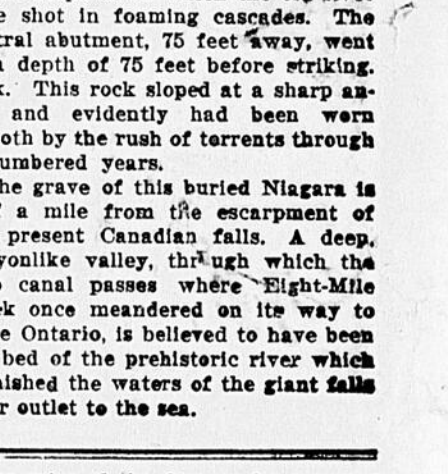 e shot in foaming cascades. The
tral abutment, 75 feet away, went
a depth of 75 feet before striking.
k. This rock sloped at a sharp an-
and evidently had been worn
oth by the rush of torrents through
umbered years.
he grave of this buried Niagara is
a mile from the escarpment of
present Canadian falls. A deep,
yonlike valley, through which the
canal passes where Eight-Mile
ek once meandered on its way to
e Ontario, is believed to have been
bed of the prehistoric river which
nished the waters of the giant falls
r outlet to the sea.